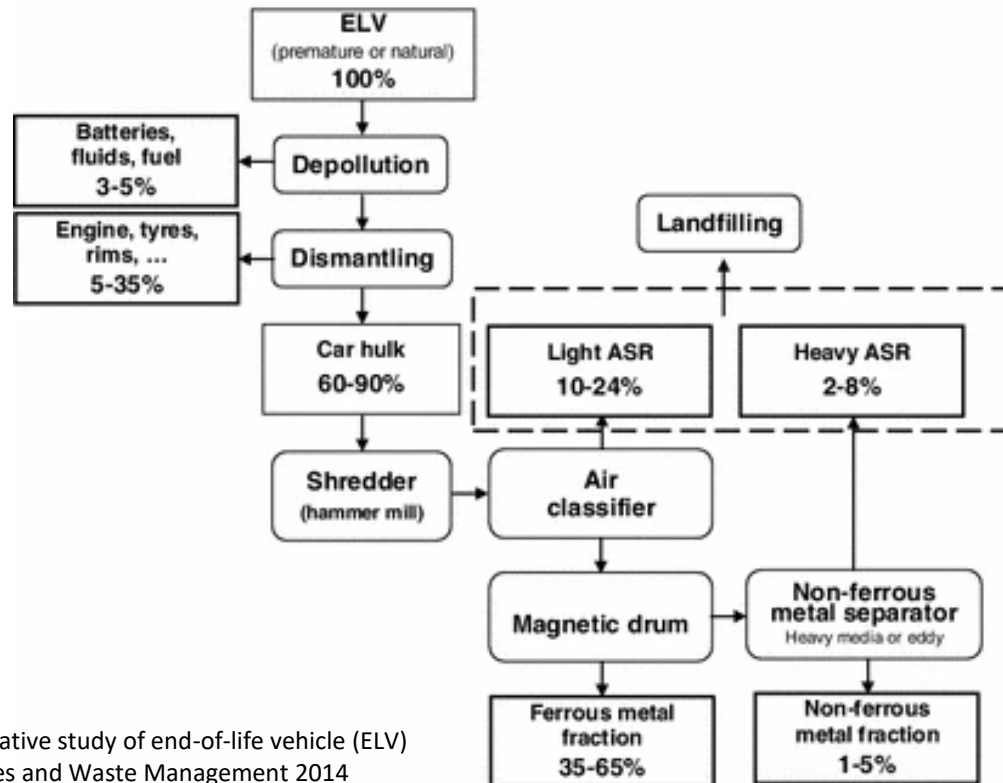 ELV
(premature or natural)
100%
Batteries,
fluids, fuel
3-5%
Depollution
Engine, tyres,
rims, ...
5-35%
Dismantling
Landfilling
Car hulk
60-90%
Light ASR
10-24%
Heavy ASR
2-8%
Shredder
(hammer mill)
Air
classifier
Magnetic drum
Non-ferrous
metal separator
Heavy media or eddy
Ferrous metal
fraction
35-65%
Non-ferrous
metal fraction
1-5%
ative study of end-of-life vehicle (ELV)
es and Waste Management 2014